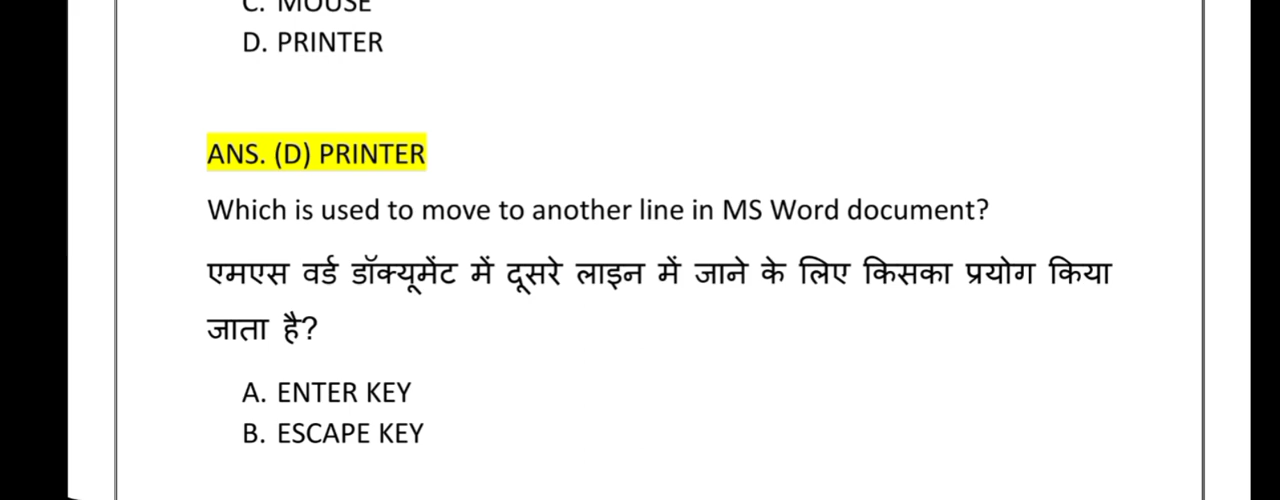 C. MOUSE
D. PRINTER
ANS. (D) PRINTER
Which is used to move to another line in MS Word document?
एमएस वर्ड डॉक्यूमेंट में दूसरे लाइन में जाने के लिए किसका प्रयोग किया
जाता है?
A. ENTER KEY
B. ESCAPE KEY